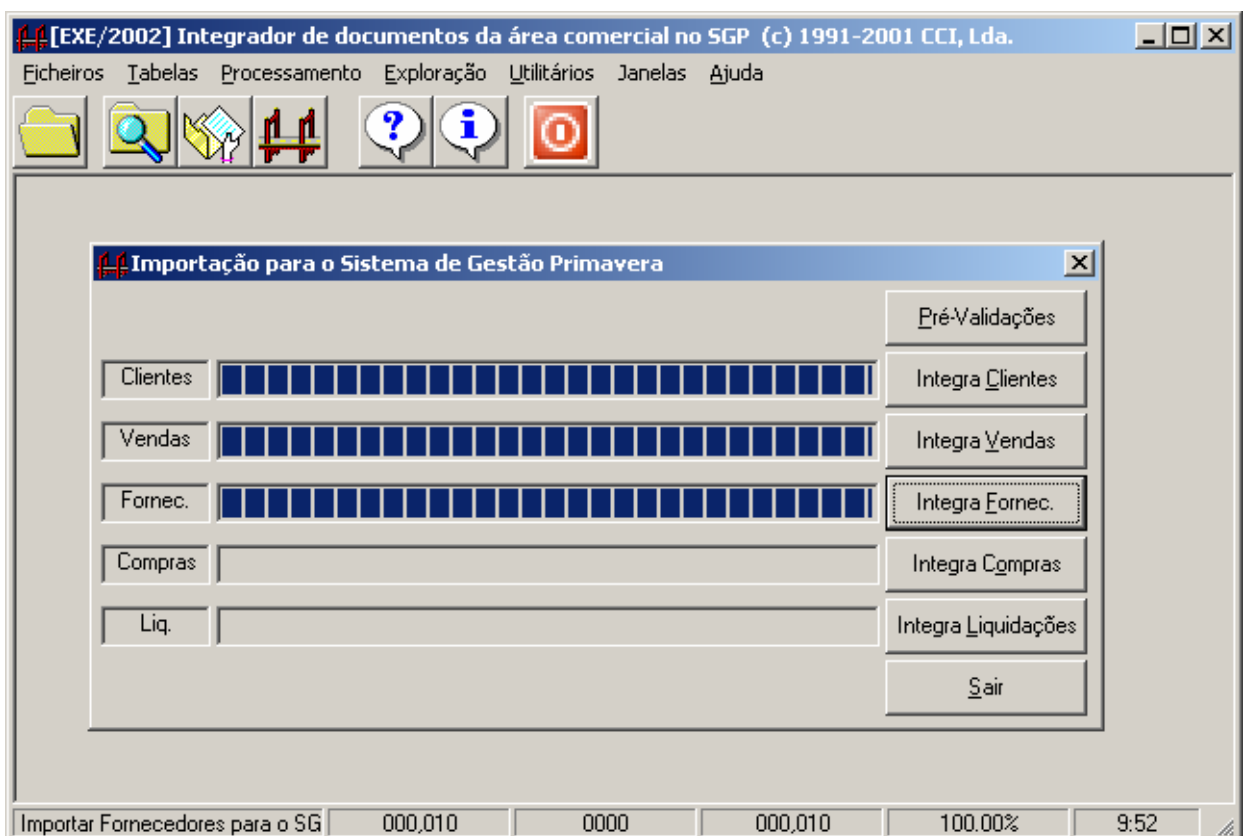 [EXE/2002] Integrador de documentos da área comercial no SGP (c) 1991-2001 CCI, Lda.
Ficheiros Tabelas Processamento Exploração Utilitários Janelas Ajuda
Importação para o Sistema de Gestão Primavera
Pré-Validações
Clientes Integra Clientes
Vendas Integra Vendas
Fornec. Integra Fornec.
Compras Integra Compras
Liq. Integra Liquidações
Sair
Importar Fornecedores para o SG 000,010 0000 000,010 100.00% 9:52